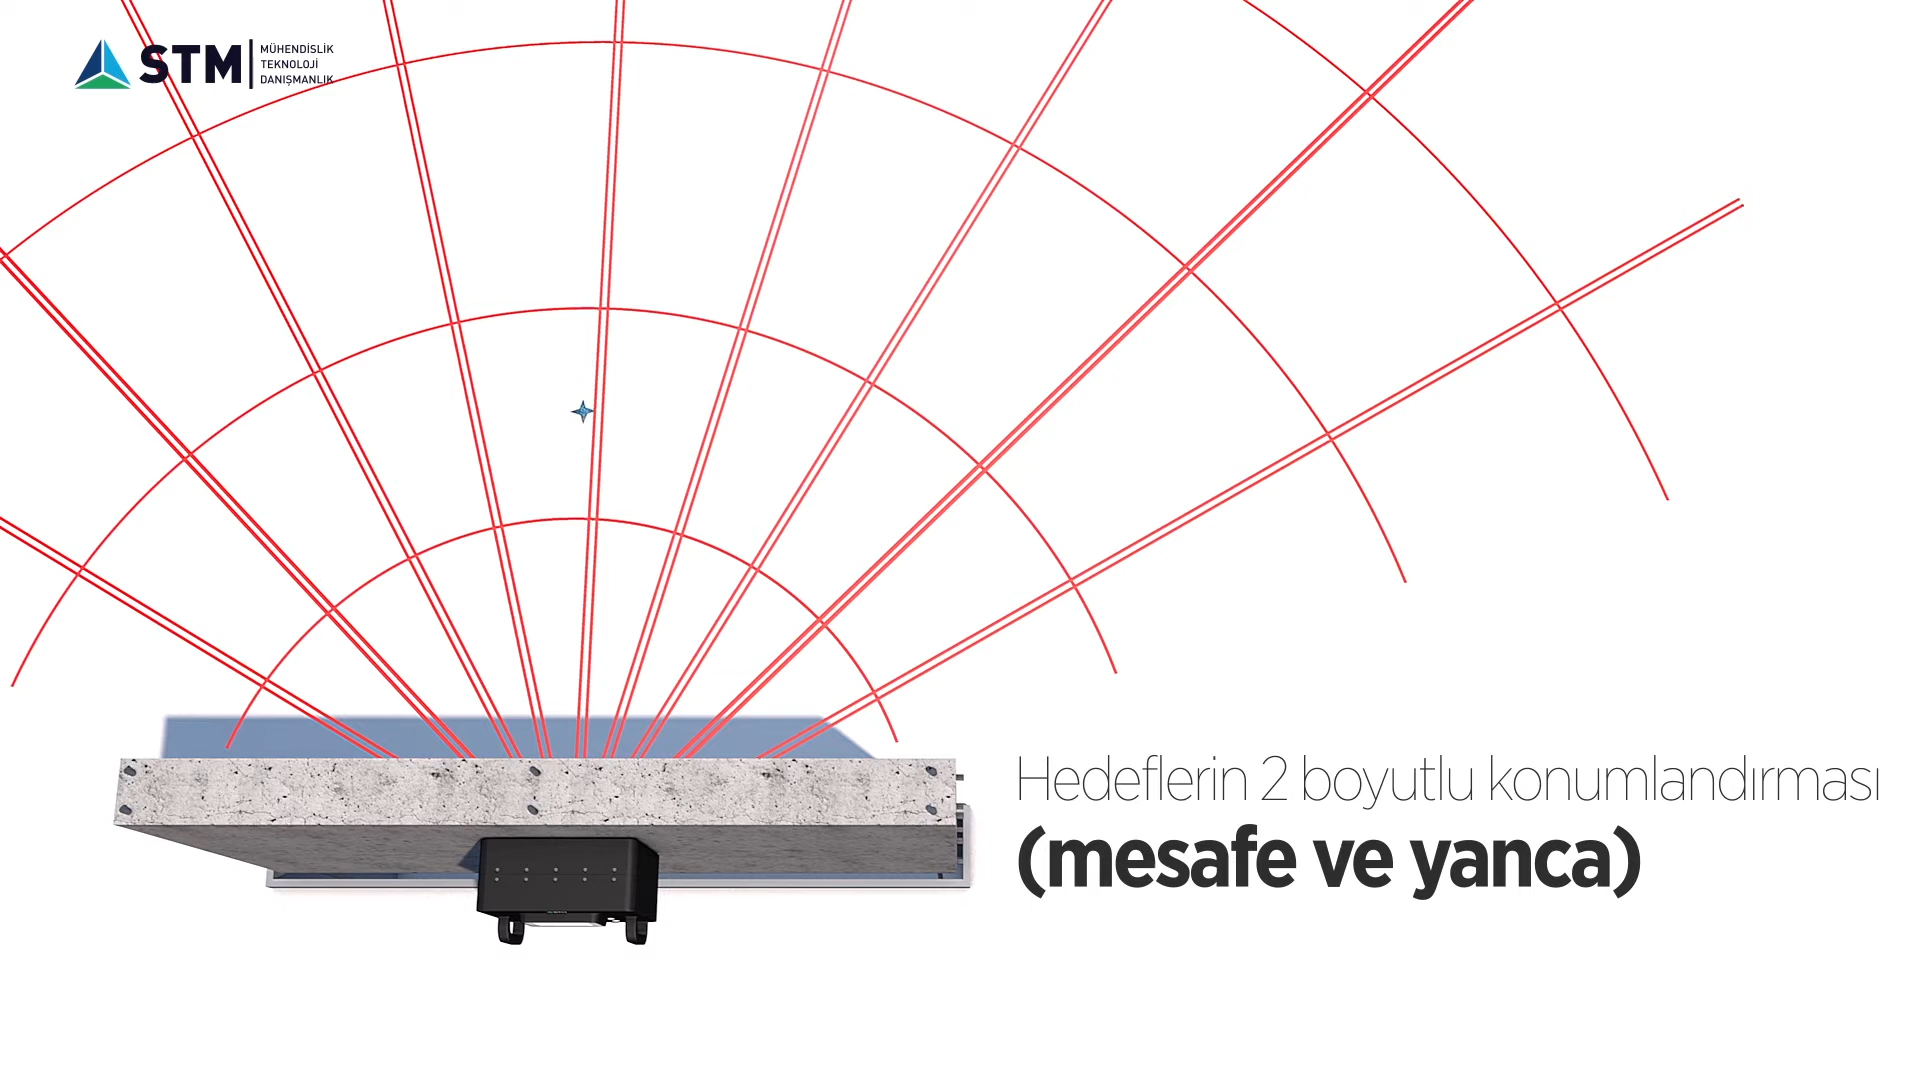 STM
MÜHENDİSLİK
TEKNOLOJİ
DANIŞMANLIK
Hedeflerin 2 boyutlu konumlandırması
(mesafe ve yanca)